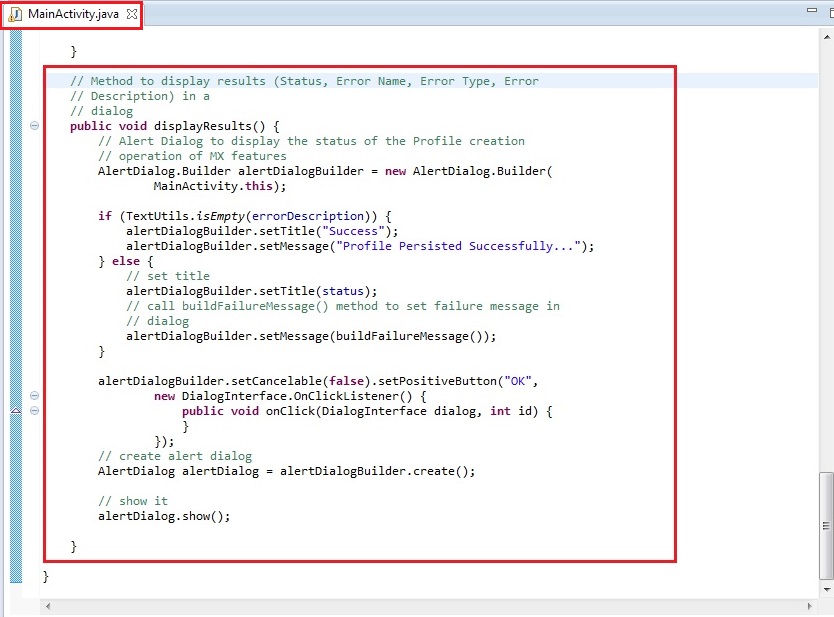 MainActivity.java
}
// Method to display results (Status, Error Name, Error Type, Error
// Description) in a
// dialog
public void displayResults() {
// Alert Dialog to display the status of the Profile creation
// operation of MX features
AlertDialog.Builder alertDialogBuilder = new AlertDialog.Builder(
MainActivity.this);
if (TextUtils.isEmpty(errorDescription)) {
alertDialogBuilder.setTitle("Success");
alertDialogBuilder.setMessage("Profile Persisted Successfully...");
} else {
// set title
alertDialogBuilder.setTitle(status);
// call buildFailureMessage() method to set failure message in
// dialog
alertDialogBuilder.setMessage(buildFailureMessage());
}
alertDialogBuilder.setCancelable(false).setPositiveButton("OK",
new DialogInterface.OnClickListener() {
public void onClick(DialogInterface dialog, int id) {
}
});
// create alert dialog
AlertDialog alertDialog = alertDialogBuilder.create();
// show it
alertDialog.show();
}
}